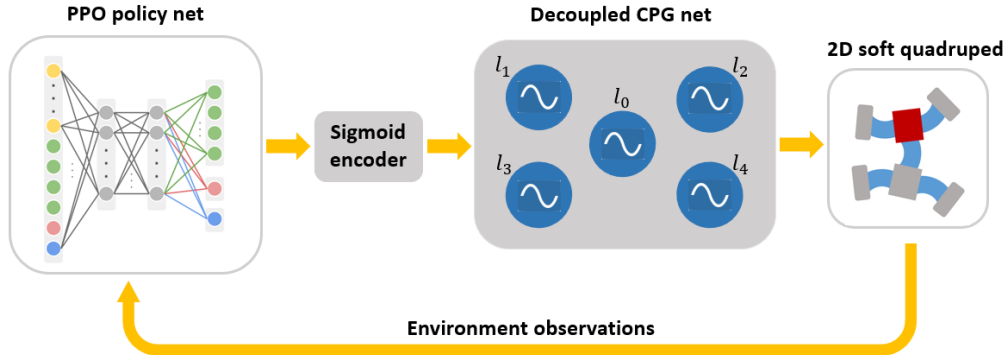 PPO policy net
Decoupled CPG net
2D soft quadruped
Sigmoid
encoder
l₁
l₂
l₀
l₃
l₄
Environment observations